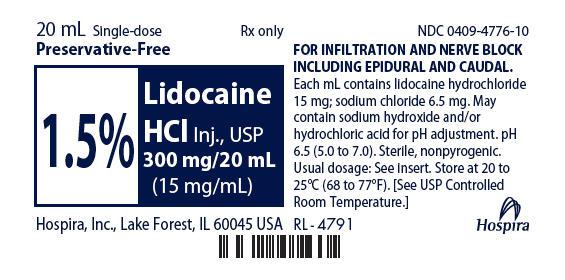 20 mL Single-dose Rx only
Preservative-Free
1.5%
Lidocaine
HCl Inj., USP
300 mg/20 mL
(15 mg/mL)
Hospira, Inc., Lake Forest, IL 60045 USA
NDC 0409-4776-10
FOR INFILTRATION AND NERVE BLOCK
INCLUDING EPIDURAL AND CAUDAL.
Each mL contains lidocaine hydrochloride
15 mg; sodium chloride 6.5 mg. May
contain sodium hydroxide and/or
hydrochloric acid for pH adjustment. pH
6.5 (5.0 to 7.0). Sterile, nonpyrogenic.
Usual dosage: See insert. Store at 20 to
25°C (68 to 77°F). [See USP Controlled
Room Temperature.]
RL-4791
Hospira